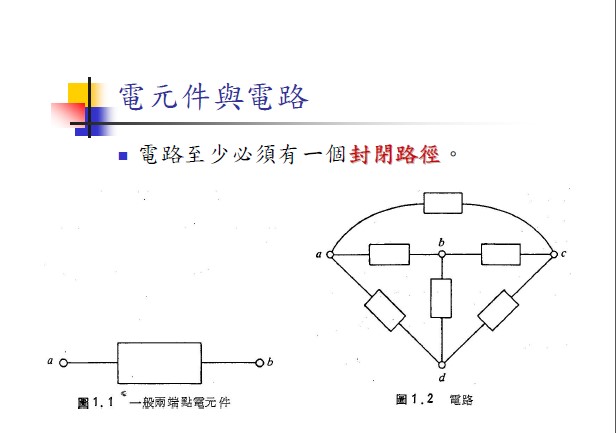 電元件與電路
電路至少必須有一個封閉路徑。
a
b
c
d
a
b
圖1.1 一般兩端點電元件
圖1.2 電路